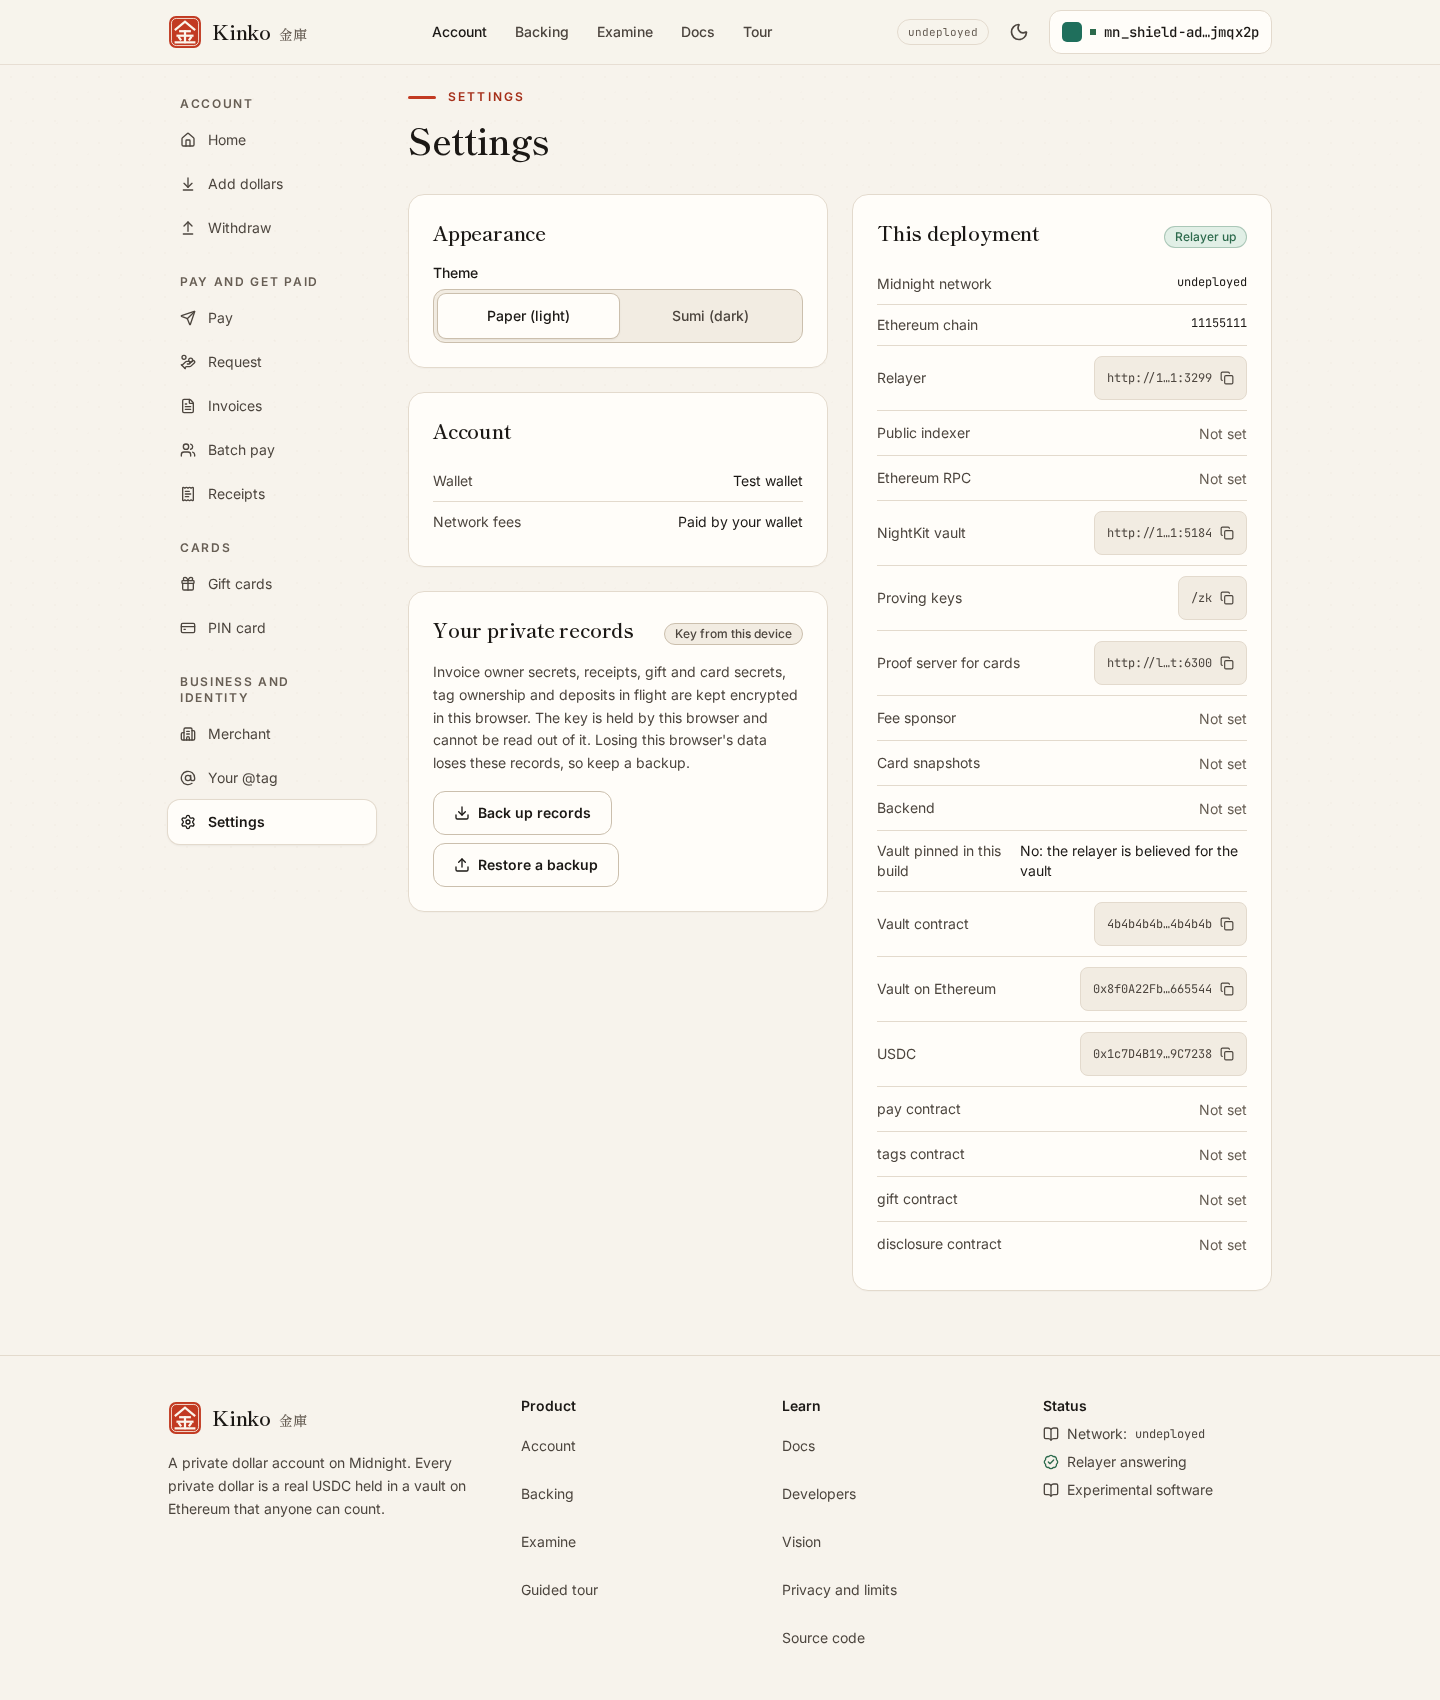 金 Kinko 金庫
Account Backing Examine Docs Tour
undeployed
mn_shield-ad…jmqx2p
ACCOUNT
Home
Add dollars
Withdraw
PAY AND GET PAID
Pay
Request
Invoices
Batch pay
Receipts
CARDS
Gift cards
PIN card
BUSINESS AND
IDENTITY
Merchant
Your @tag
Settings
SETTINGS
Settings
Appearance
Theme
Paper (light) Sumi (dark)
Account
Wallet Test wallet
Network fees Paid by your wallet
Your private records Key from this device
Invoice owner secrets, receipts, gift and card secrets,
tag ownership and deposits in flight are kept encrypted
in this browser. The key is held by this browser and
cannot be read out of it. Losing this browser's data
loses these records, so keep a backup.
Back up records
Restore a backup
This deployment Relayer up
Midnight network undeployed
Ethereum chain 11155111
Relayer http://1…1:3299
Public indexer Not set
Ethereum RPC Not set
NightKit vault http://1…1:5184
Proving keys /zk
Proof server for cards http://l…t:6300
Fee sponsor Not set
Card snapshots Not set
Backend Not set
Vault pinned in this No: the relayer is believed for the
build vault
Vault contract 4b4b4b4b…4b4b4b
Vault on Ethereum 0x8f0A22Fb…665544
USDC 0x1c7D4B19…9C7238
pay contract Not set
tags contract Not set
gift contract Not set
disclosure contract Not set
金 Kinko 金庫
A private dollar account on Midnight. Every
private dollar is a real USDC held in a vault on
Ethereum that anyone can count.
Product
Account
Backing
Examine
Guided tour
Learn
Docs
Developers
Vision
Privacy and limits
Source code
Status
Network: undeployed
Relayer answering
Experimental software